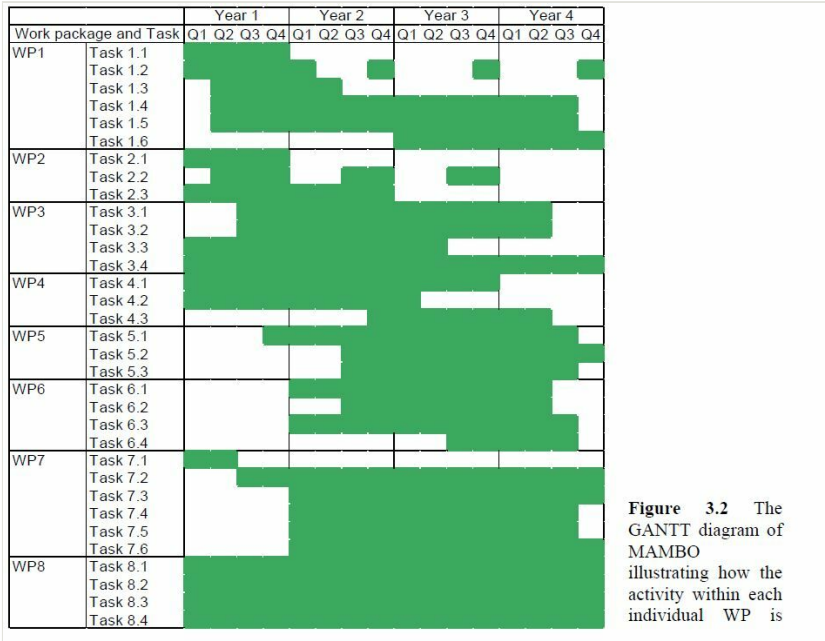 Year 1 Year 2 Year 3 Year 4
Work package and Task Q1 Q2 Q3 Q4 Q1 Q2 Q3 Q4 Q1 Q2 Q3 Q4 Q1 Q2 Q3 Q4
WP1 Task 1.1
Task 1.2
Task 1.3
Task 1.4
Task 1.5
Task 1.6
WP2 Task 2.1
Task 2.2
Task 2.3
WP3 Task 3.1
Task 3.2
Task 3.3
Task 3.4
WP4 Task 4.1
Task 4.2
Task 4.3
WP5 Task 5.1
Task 5.2
Task 5.3
WP6 Task 6.1
Task 6.2
Task 6.3
Task 6.4
WP7 Task 7.1
Task 7.2
Task 7.3
Task 7.4
Task 7.5
Task 7.6
WP8 Task 8.1
Task 8.2
Task 8.3
Task 8.4
Figure 3.2 The
GANTT diagram of
MAMBO
illustrating how the
activity within each
individual WP is